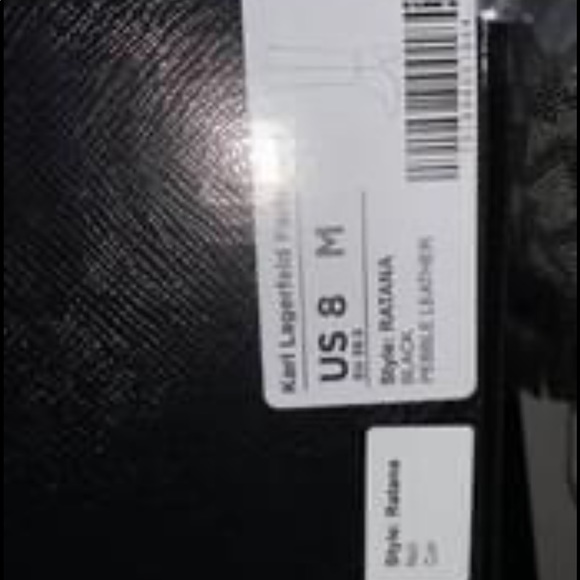 Karl Lagerfeld
US 8 M
Style: RATANA
BLACK
PEBBLE LEATHER
Style: Ratana